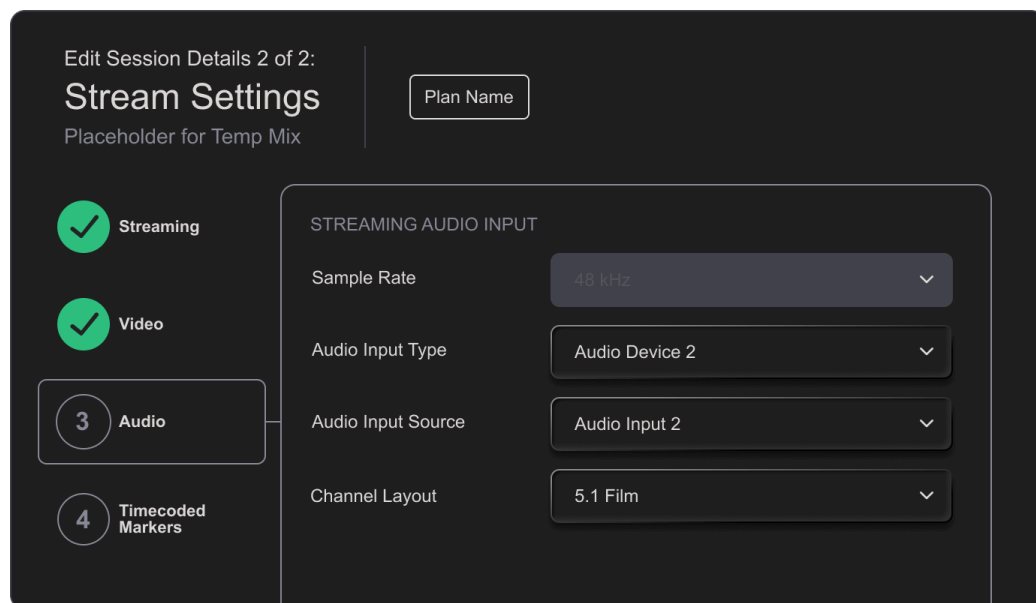 Edit Session Details 2 of 2:
Stream Settings
Placeholder for Temp Mix
Plan Name
Streaming
Video
3
Audio
4
Timecoded
Markers
STREAMING AUDIO INPUT
Sample Rate
48 kHz
Audio Input Type
Audio Device 2
Audio Input Source
Audio Input 2
Channel Layout
5.1 Film